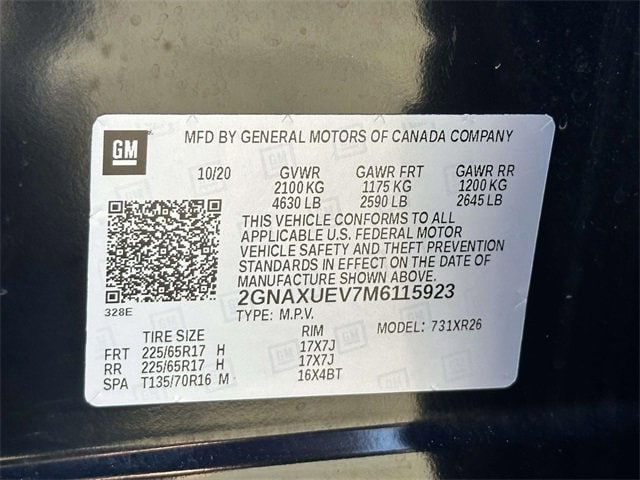 GM
MFD BY GENERAL MOTORS OF CANADA COMPANY
10/20 GVWR GAWR FRT GAWR RR
2100 KG 1175 KG 1200 KG
4630 LB 2590 LB 2645 LB
THIS VEHICLE CONFORMS TO ALL
APPLICABLE U.S. FEDERAL MOTOR
VEHICLE SAFETY AND THEFT PREVENTION
STANDARDS IN EFFECT ON THE DATE OF
MANUFACTURE SHOWN ABOVE.
2GNAXUEV7M6115923
328E
TYPE: M.P.V. MODEL: 731XR26
TIRE SIZE RIM
FRT 225/65R17 H 17X7J
RR 225/65R17 H 17X7J
SPA T135/70R16 M 16X4BT